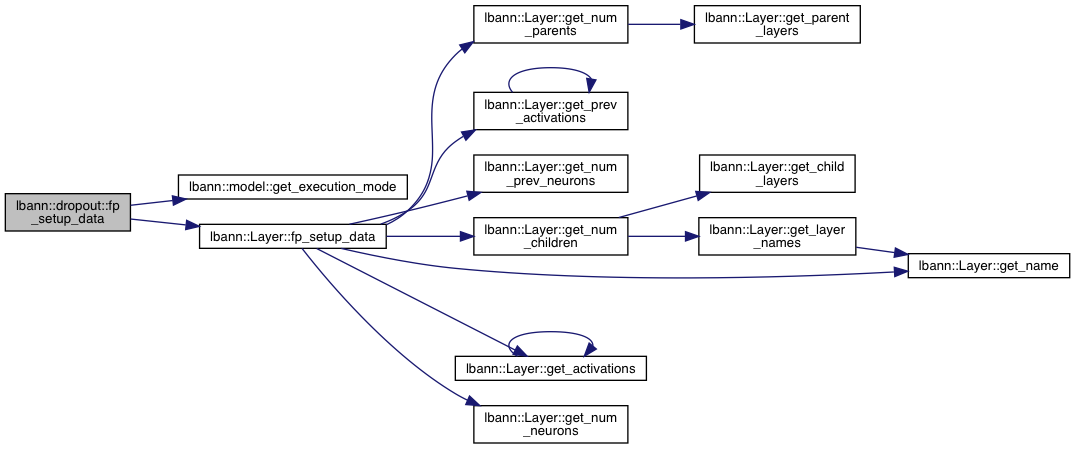 lbann::Layer::get_num
_parents
lbann::Layer::get_parent
_layers
lbann::Layer::get_prev
_activations
lbann::Layer::get_num
_prev_neurons
lbann::Layer::get_child
_layers
lbann::model::get_execution_mode
lbann::dropout::fp
_setup_data
lbann::Layer::fp_setup_data
lbann::Layer::get_num
_children
lbann::Layer::get_layer
_names
lbann::Layer::get_name
lbann::Layer::get_activations
lbann::Layer::get_num
_neurons